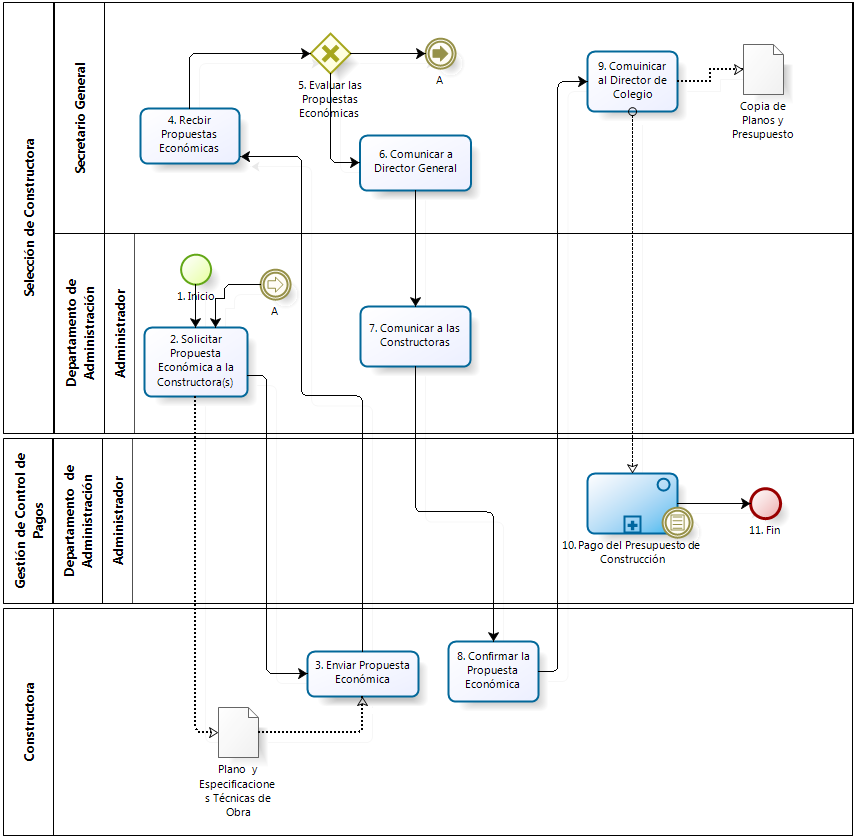 Selección de Constructora
Secretario General
4. Recbir
Propuestas
Económicas
5. Evaluar las
Propuestas
Económicas
A
6. Comunicar a
Director General
9. Comuinicar
al Director de
Colegio
Copia de
Planos y
Presupuesto
Departamento de
Administración
Administrador
1. Inicio
A
2. Solicitar
Propuesta
Económica a la
Constructora(s)
7. Comunicar a las
Constructoras
Gestión de Control de
Pagos
Departamento de
Administración
Administrador
10. Pago del Presupuesto de
Construcción
11. Fin
Constructora
3. Enviar Propuesta
Económica
8. Confirmar la
Propuesta
Económica
Plano y
Especificacione
s Técnicas de
Obra